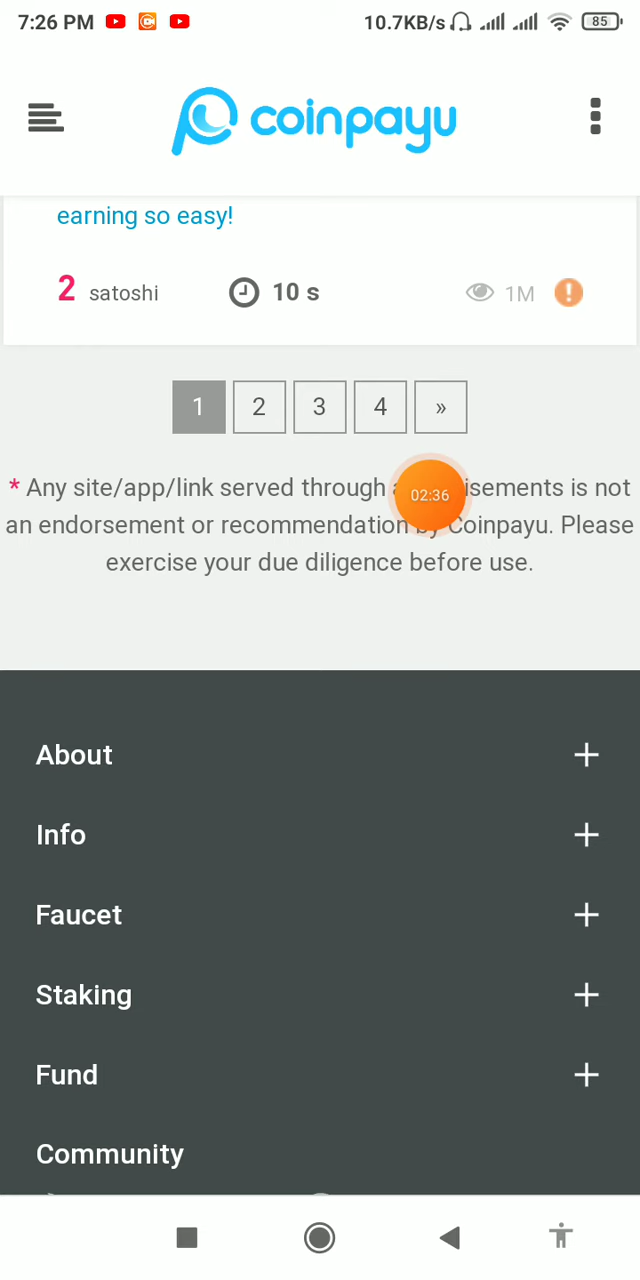 7:26 PM 10.7KB/s 85
coinpayu
earning so easy!
2 satoshi 10 s 1M
1 2 3 4 »
* Any site/app/link served through is not
an endorsement or recommendation by Coinpayu. Please
exercise your due diligence before use.
02:36
About +
Info +
Faucet +
Staking +
Fund +
Community